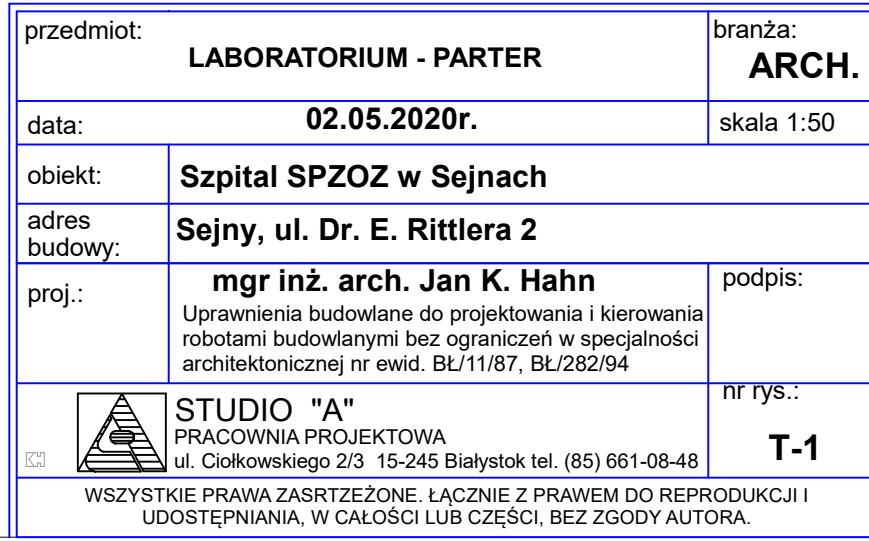 przedmiot:
LABORATORIUM - PARTER
branża:
ARCH.
data:
02.05.2020r.
skala 1:50
obiekt:
Szpital SPZOZ w Sejnach
adres
budowy:
Sejny, ul. Dr. E. Rittlera 2
proj.:
mgr inż. arch. Jan K. Hahn
Uprawnienia budowlane do projektowania i kierowania
robotami budowlanymi bez ograniczeń w specjalności
architektonicznej nr ewid. BŁ/11/87, BŁ/282/94
podpis:
STUDIO "A"
PRACOWNIA PROJEKTOWA
ul. Ciołkowskiego 2/3 15-245 Białystok tel. (85) 661-08-48
nr rys.:
T-1
WSZYSTKIE PRAWA ZASRTZEŻONE. ŁĄCZNIE Z PRAWEM DO REPRODUKCJI I
UDOSTĘPNIANIA, W CAŁOŚCI LUB CZĘŚCI, BEZ ZGODY AUTORA.